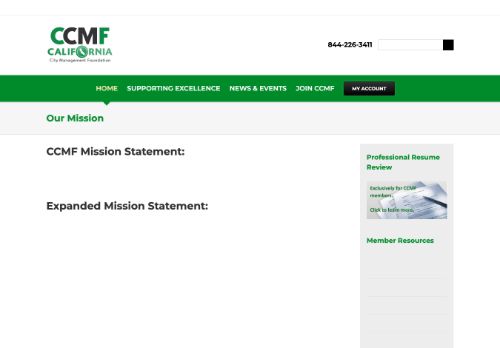 CCMF
CALIFORNIA
City Management Foundation
844-226-3411
HOME SUPPORTING EXCELLENCE NEWS & EVENTS JOIN CCMF MY ACCOUNT
Our Mission
CCMF Mission Statement:
Expanded Mission Statement:
Professional Resume
Review
Exclusively for CCMF
members.
Click to learn more.
Member Resources